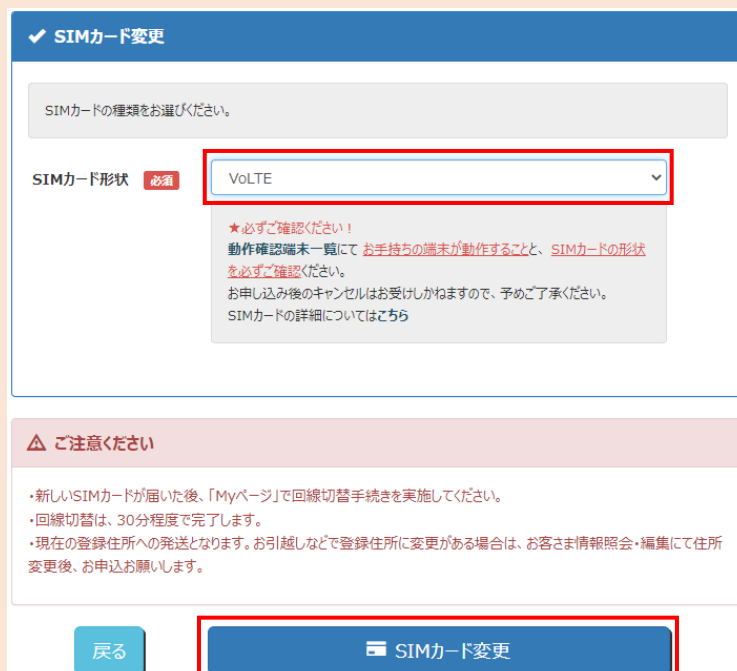 SIMカード変更
SIMカードの種類をお選びください。
SIMカード形状 必須 VoLTE
★必ずご確認ください！
動作確認端末一覧にて お手持ちの端末が動作することと、 SIMカードの形状
を必ずご確認ください。
お申し込み後のキャンセルはお受けしかねますので、予めご了承ください。
SIMカードの詳細についてはこちら
ご注意ください
・新しいSIMカードが届いた後、「Myページ」で回線切替手続きを実施してください。
・回線切替は、30分程度で完了します。
・現在の登録住所への発送となります。お引越しなどで登録住所に変更がある場合は、お客さま情報照会・編集にて住所
変更後、お申込お願いします。
戻る SIMカード変更